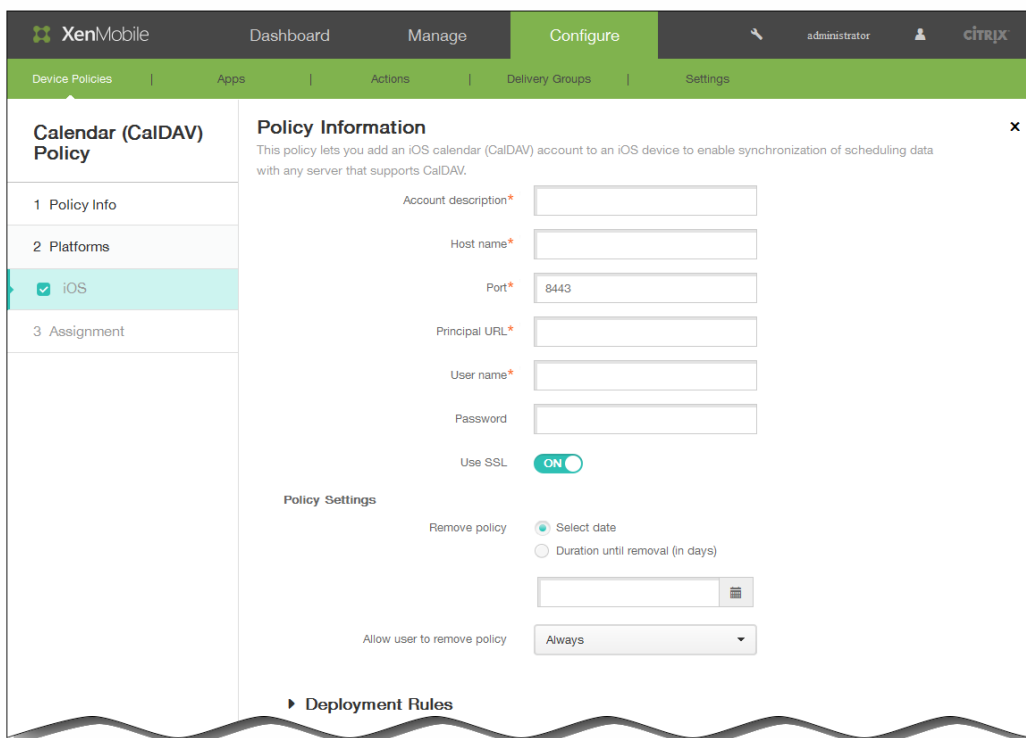 XenMobile Dashboard Manage Configure administrator CİTRIX
Device Policies | Apps | Actions | Delivery Groups | Settings
Calendar (CalDAV)
Policy
1 Policy Info
2 Platforms
iOS
3 Assignment
Policy Information x
This policy lets you add an iOS calendar (CalDAV) account to an iOS device to enable synchronization of scheduling data
with any server that supports CalDAV.
Account description*
Host name*
Port* 8443
Principal URL*
User name*
Password
Use SSL ON
Policy Settings
Remove policy Select date
Duration until removal (in days)
Allow user to remove policy Always
Deployment Rules